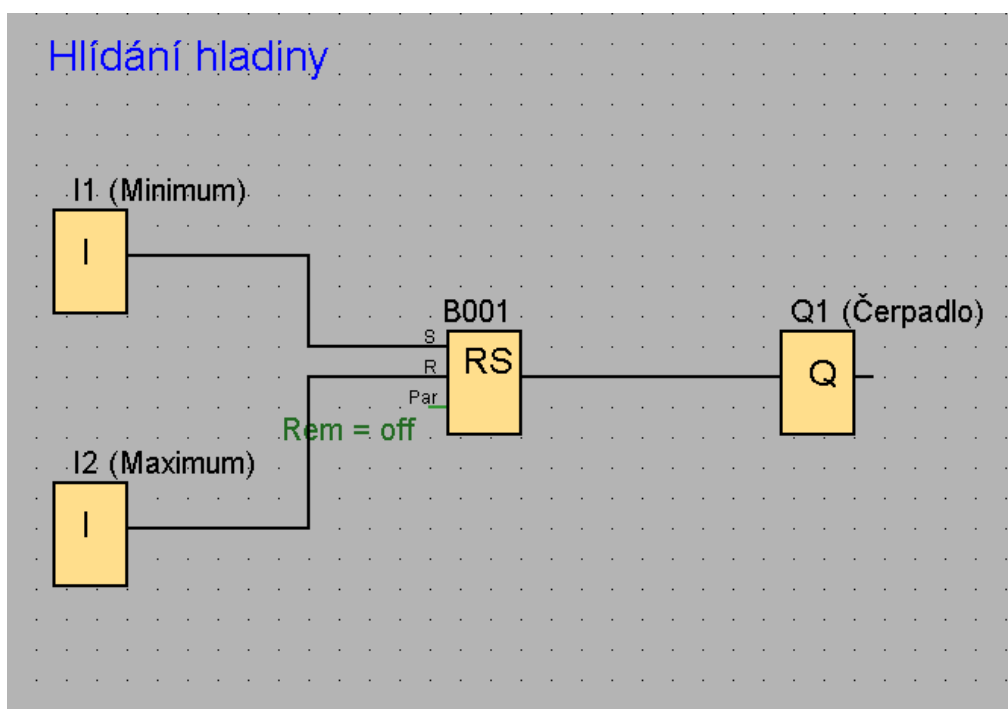 Hlídání hladiny
I1 (Minimum)
I
B001
Q1 (Čerpadlo)
S
RS
R
Q
Par
Rem = off
I2 (Maximum)
I